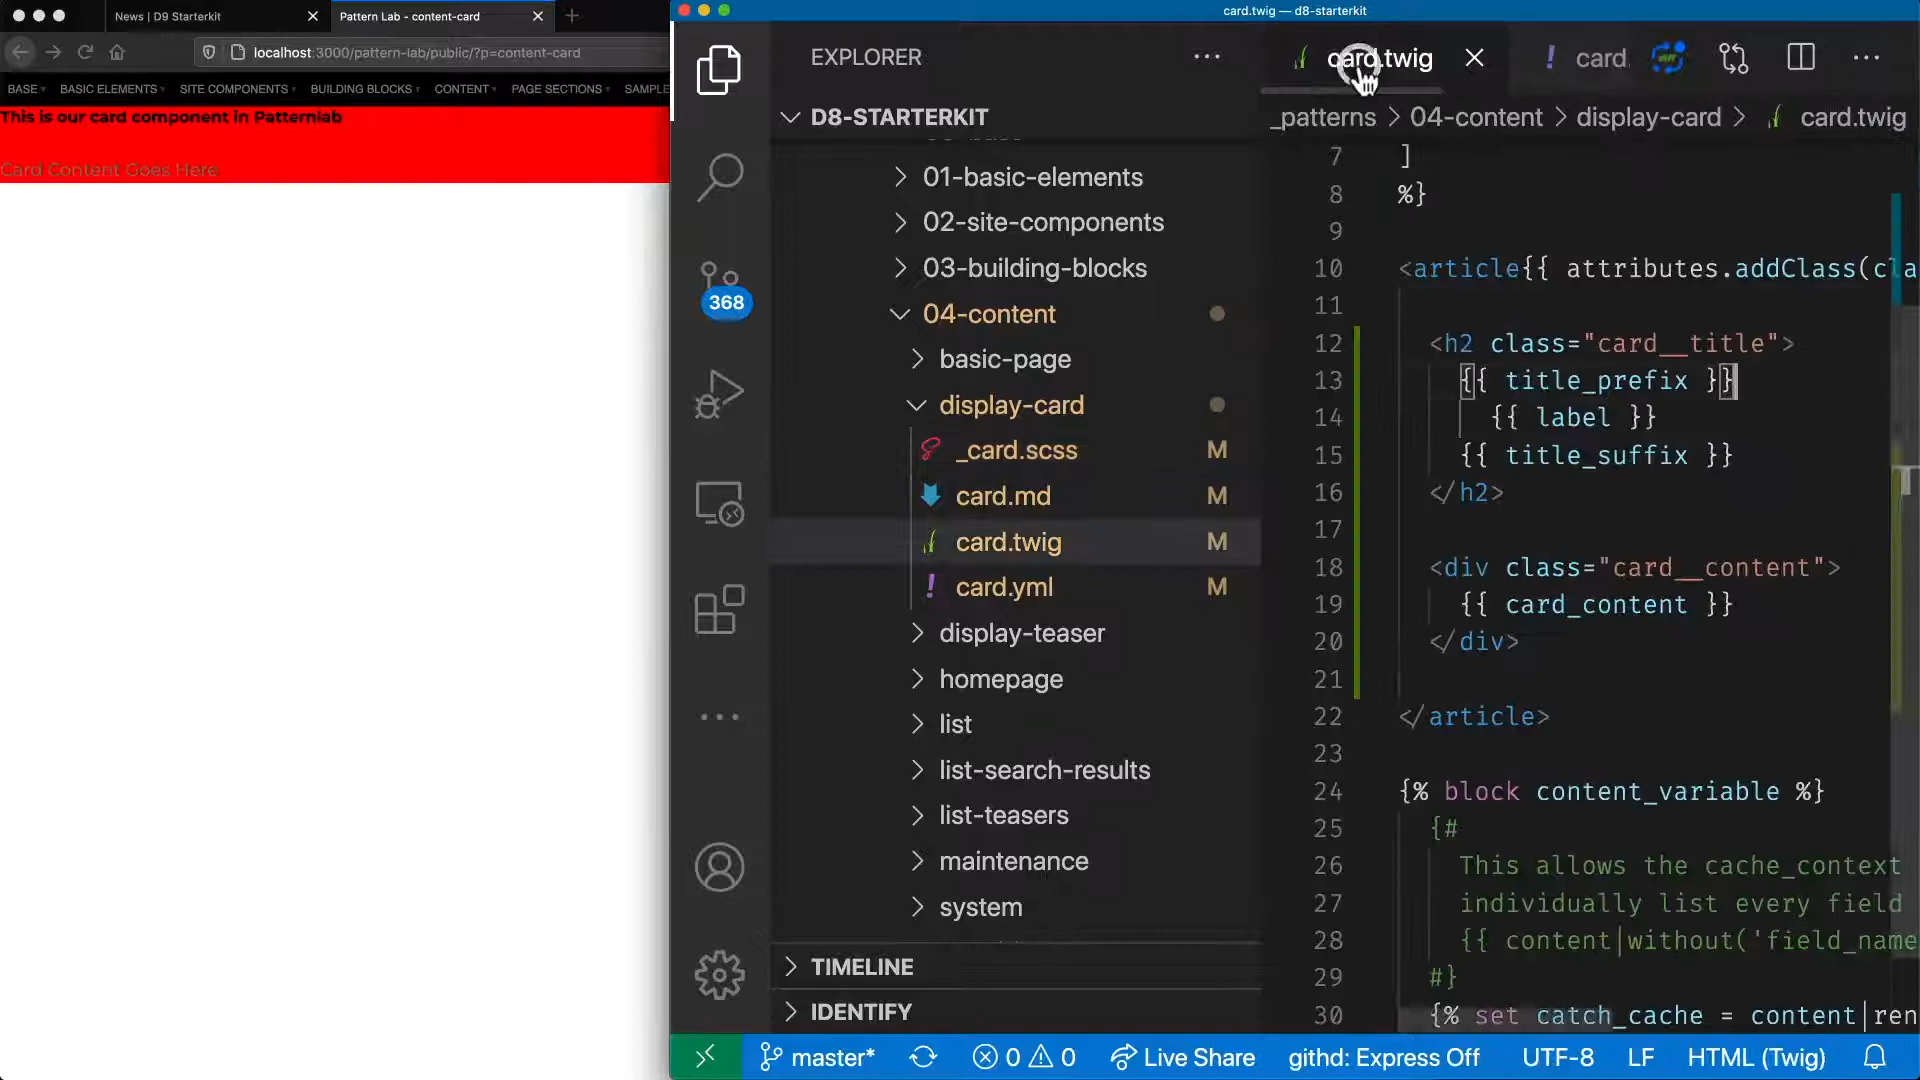 News | D9 Starterkit
Pattern Lab - content-card
localhost:3000/pattern-lab/public/?p=content-card
BASE
BASIC ELEMENTS
SITE COMPONENTS
BUILDING BLOCKS
CONTENT
PAGE SECTIONS
SAMPLE
This is our card component in Patternlab
Card Content Goes Here
card.twig — d8-starterkit
EXPLORER
card.twig
card.
D8-STARTERKIT
_patterns > 04-content > display-card > card.twig
01-basic-elements
02-site-components
03-building-blocks
04-content
basic-page
display-card
_card.scss M
card.md M
card.twig M
card.yml M
display-teaser
homepage
list
list-search-results
list-teasers
maintenance
system
TIMELINE
IDENTIFY
368
7 ]
8 %}
9
10 <article{{ attributes.addClass(cla
11
12 <h2 class="card__title">
13 {{ title_prefix }}
14 {{ label }}
15 {{ title_suffix }}
16 </h2>
17
18 <div class="card__content">
19 {{ card_content }}
20 </div>
21
22 </article>
23
24 {% block content_variable %}
25 {#
26 This allows the cache_context
27 individually list every field
28 {{ content|without('field_name
29 #}
30 {% set catch_cache = content|ren
master*
0 0
Live Share
githd: Express Off
UTF-8
LF
HTML (Twig)